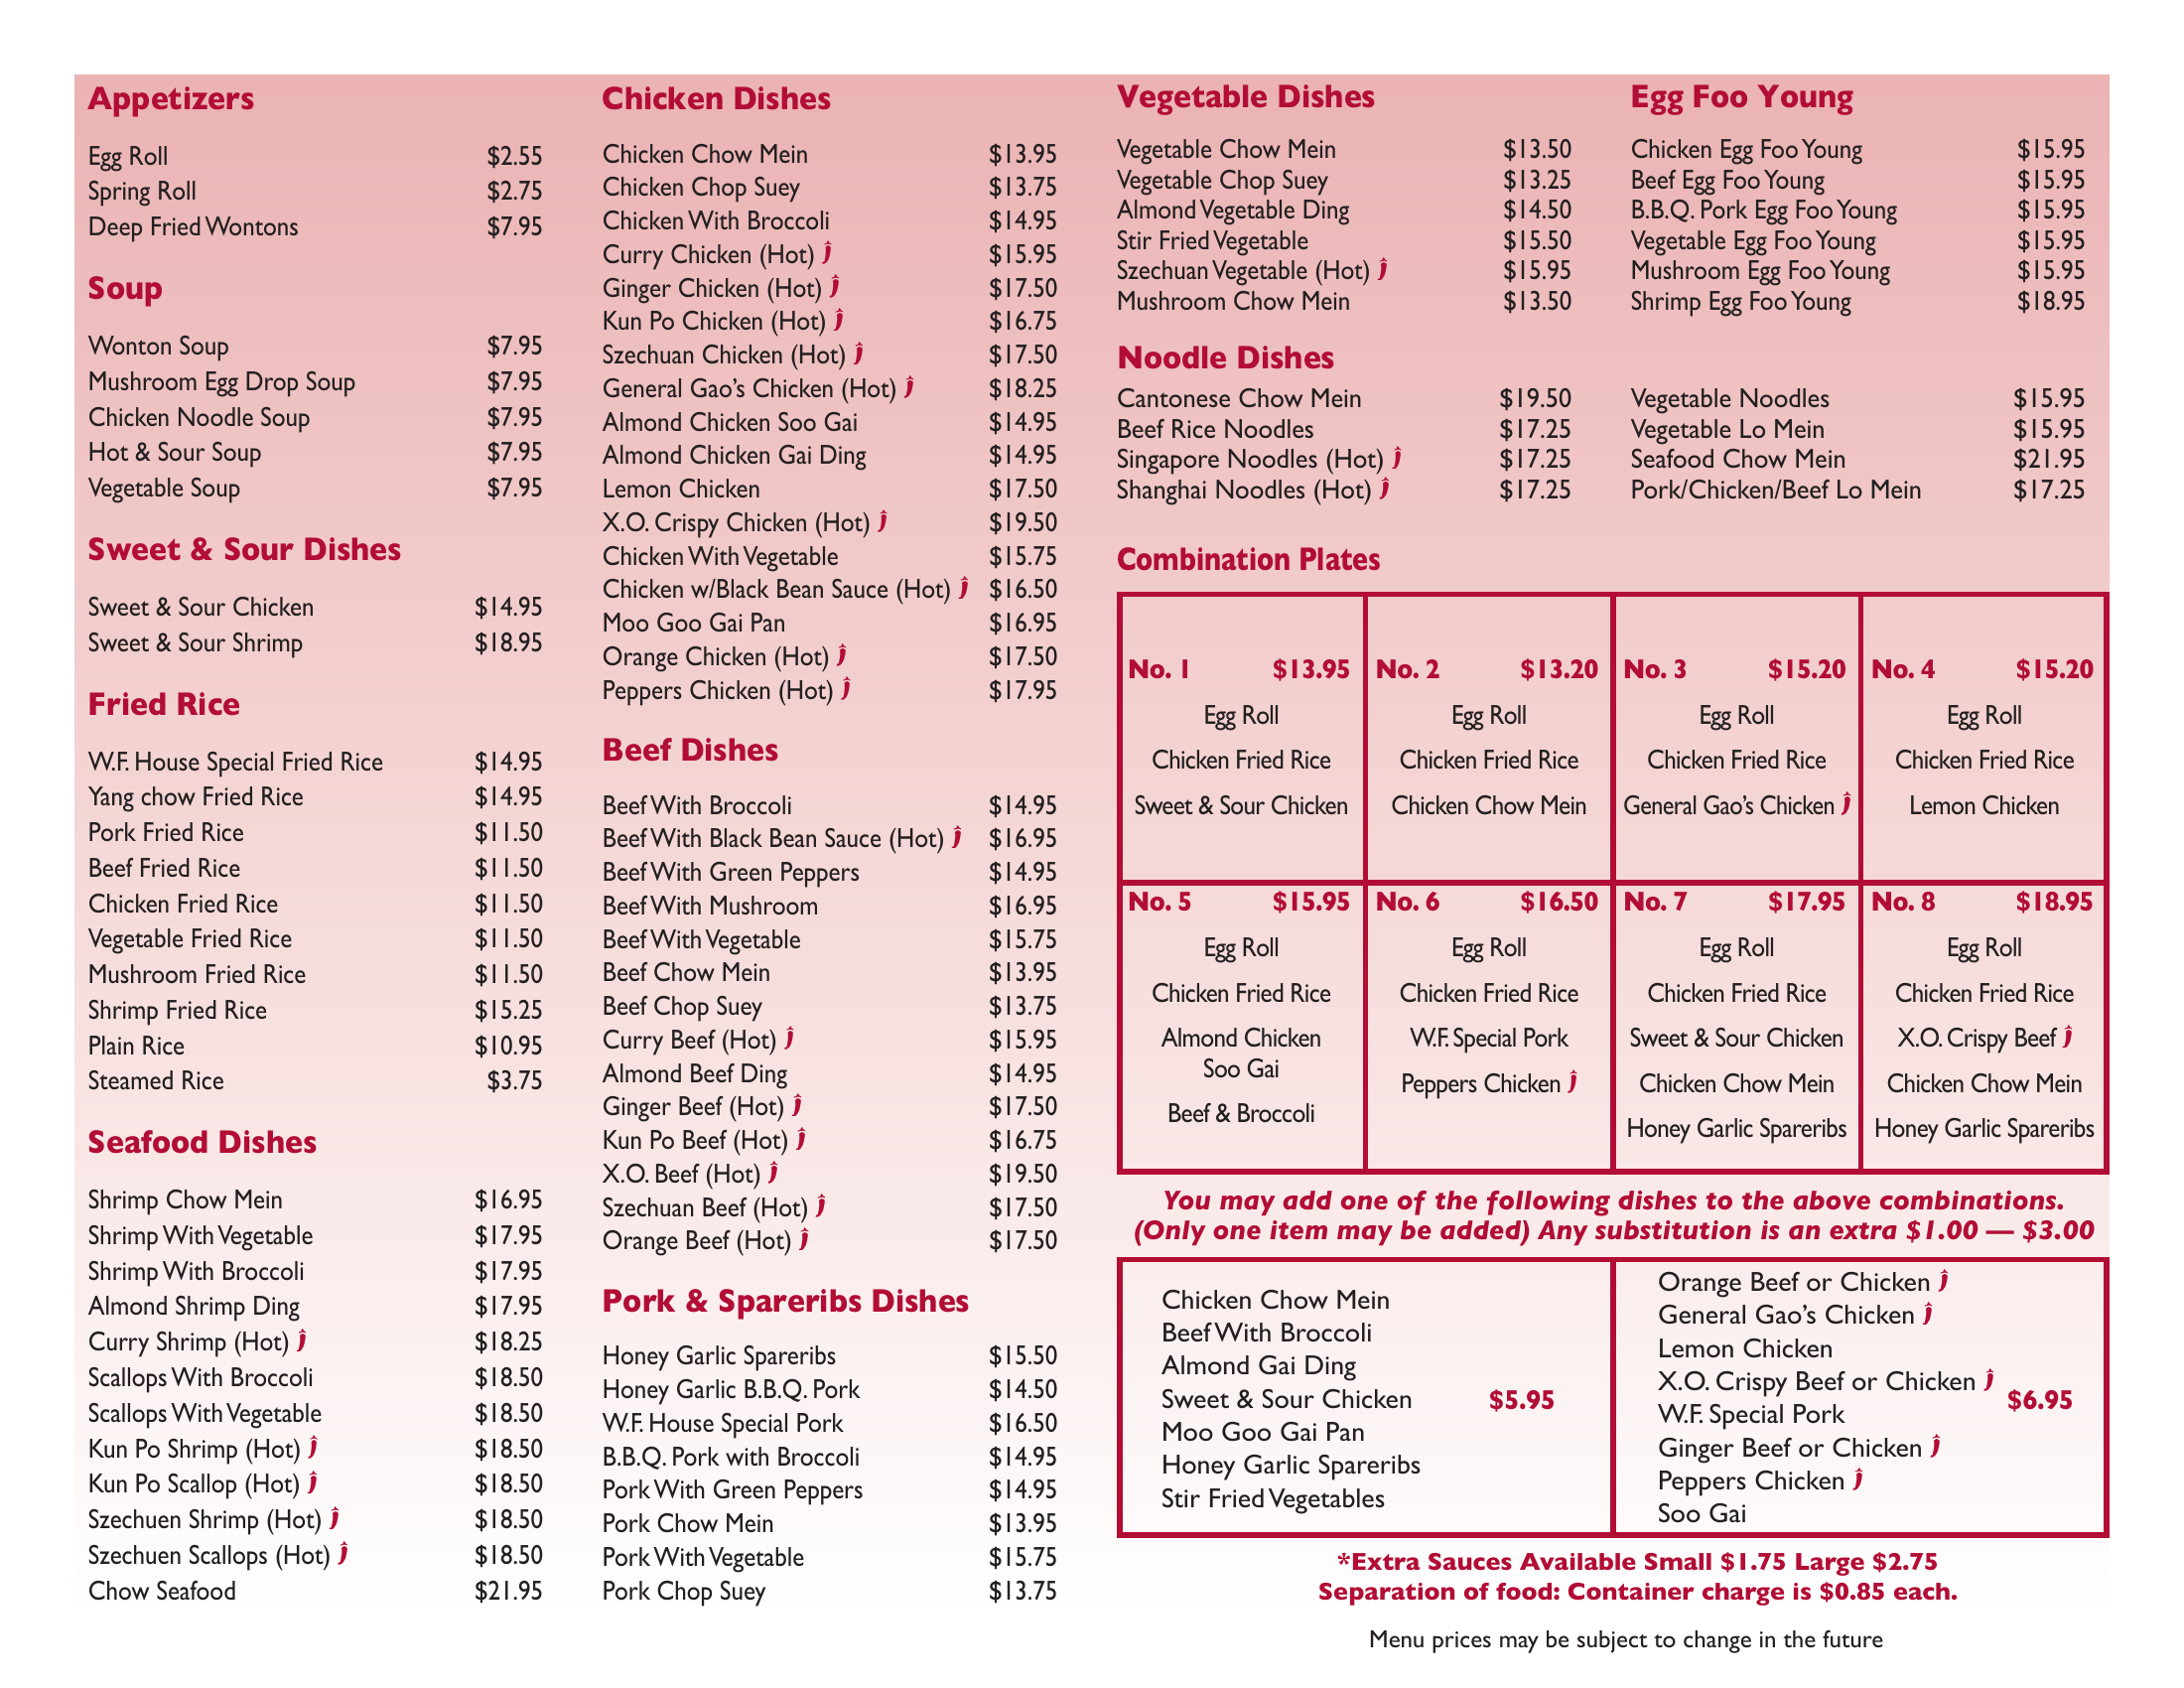 Appetizers
Egg Roll $2.55
Spring Roll $2.75
Deep Fried Wontons $7.95
Soup
Wonton Soup $7.95
Mushroom Egg Drop Soup $7.95
Chicken Noodle Soup $7.95
Hot & Sour Soup $7.95
Vegetable Soup $7.95
Sweet & Sour Dishes
Sweet & Sour Chicken $14.95
Sweet & Sour Shrimp $18.95
Fried Rice
W.F. House Special Fried Rice $14.95
Yang chow Fried Rice $14.95
Pork Fried Rice $11.50
Beef Fried Rice $11.50
Chicken Fried Rice $11.50
Vegetable Fried Rice $11.50
Mushroom Fried Rice $11.50
Shrimp Fried Rice $15.25
Plain Rice $10.95
Steamed Rice $3.75
Seafood Dishes
Shrimp Chow Mein $16.95
Shrimp With Vegetable $17.95
Shrimp With Broccoli $17.95
Almond Shrimp Ding $17.95
Curry Shrimp (Hot) $18.25
Scallops With Broccoli $18.50
Scallops With Vegetable $18.50
Kun Po Shrimp (Hot) $18.50
Kun Po Scallop (Hot) $18.50
Szechuen Shrimp (Hot) $18.50
Szechuen Scallops (Hot) $18.50
Chow Seafood $21.95
Chicken Dishes
Chicken Chow Mein $13.95
Chicken Chop Suey $13.75
Chicken With Broccoli $14.95
Curry Chicken (Hot) $15.95
Ginger Chicken (Hot) $17.50
Kun Po Chicken (Hot) $16.75
Szechuan Chicken (Hot) $17.50
General Gao's Chicken (Hot) $18.25
Almond Chicken Soo Gai $14.95
Almond Chicken Gai Ding $14.95
Lemon Chicken $17.50
X.O. Crispy Chicken (Hot) $19.50
Chicken With Vegetable $15.75
Chicken w/Black Bean Sauce (Hot) $16.50
Moo Goo Gai Pan $16.95
Orange Chicken (Hot) $17.50
Peppers Chicken (Hot) $17.95
Beef Dishes
Beef With Broccoli $14.95
Beef With Black Bean Sauce (Hot) $16.95
Beef With Green Peppers $14.95
Beef With Mushroom $16.95
Beef With Vegetable $15.75
Beef Chow Mein $13.95
Beef Chop Suey $13.75
Curry Beef (Hot) $15.95
Almond Beef Ding $14.95
Ginger Beef (Hot) $17.50
Kun Po Beef (Hot) $16.75
X.O. Beef (Hot) $19.50
Szechuan Beef (Hot) $17.50
Orange Beef (Hot) $17.50
Pork & Spareribs Dishes
Honey Garlic Spareribs $15.50
Honey Garlic B.B.Q. Pork $14.50
W.F. House Special Pork $16.50
B.B.Q. Pork with Broccoli $14.95
Pork With Green Peppers $14.95
Pork Chow Mein $13.95
Pork With Vegetable $15.75
Pork Chop Suey $13.75
Vegetable Dishes
Vegetable Chow Mein $13.50
Vegetable Chop Suey $13.25
Almond Vegetable Ding $14.50
Stir Fried Vegetable $15.50
Szechuan Vegetable (Hot) $15.95
Mushroom Chow Mein $13.50
Egg Foo Young
Chicken Egg Foo Young $15.95
Beef Egg Foo Young $15.95
B.B.Q. Pork Egg Foo Young $15.95
Vegetable Egg Foo Young $15.95
Mushroom Egg Foo Young $15.95
Shrimp Egg Foo Young $18.95
Noodle Dishes
Cantonese Chow Mein $19.50
Beef Rice Noodles $17.25
Singapore Noodles (Hot) $17.25
Shanghai Noodles (Hot) $17.25
Vegetable Noodles $15.95
Vegetable Lo Mein $15.95
Seafood Chow Mein $21.95
Pork/Chicken/Beef Lo Mein $17.25
Combination Plates
No. 1 $13.95
Egg Roll
Chicken Fried Rice
Sweet & Sour Chicken
No. 2 $13.20
Egg Roll
Chicken Fried Rice
Chicken Chow Mein
No. 3 $15.20
Egg Roll
Chicken Fried Rice
General Gao's Chicken
No. 4 $15.20
Egg Roll
Chicken Fried Rice
Lemon Chicken
No. 5 $15.95
Egg Roll
Chicken Fried Rice
Almond Chicken
Soo Gai
Beef & Broccoli
No. 6 $16.50
Egg Roll
Chicken Fried Rice
W.F. Special Pork
Peppers Chicken
No. 7 $17.95
Egg Roll
Chicken Fried Rice
Sweet & Sour Chicken
Chicken Chow Mein
Honey Garlic Spareribs
No. 8 $18.95
Egg Roll
Chicken Fried Rice
X.O. Crispy Beef
Chicken Chow Mein
Honey Garlic Spareribs
You may add one of the following dishes to the above combinations.
(Only one item may be added) Any substitution is an extra $1.00 — $3.00
Chicken Chow Mein
Beef With Broccoli
Almond Gai Ding
Sweet & Sour Chicken $5.95
Moo Goo Gai Pan
Honey Garlic Spareribs
Stir Fried Vegetables
Orange Beef or Chicken
General Gao's Chicken
Lemon Chicken
X.O. Crispy Beef or Chicken
$6.95
W.F. Special Pork
Ginger Beef or Chicken
Peppers Chicken
Soo Gai
*Extra Sauces Available Small $1.75 Large $2.75
Separation of food: Container charge is $0.85 each.
Menu prices may be subject to change in the future